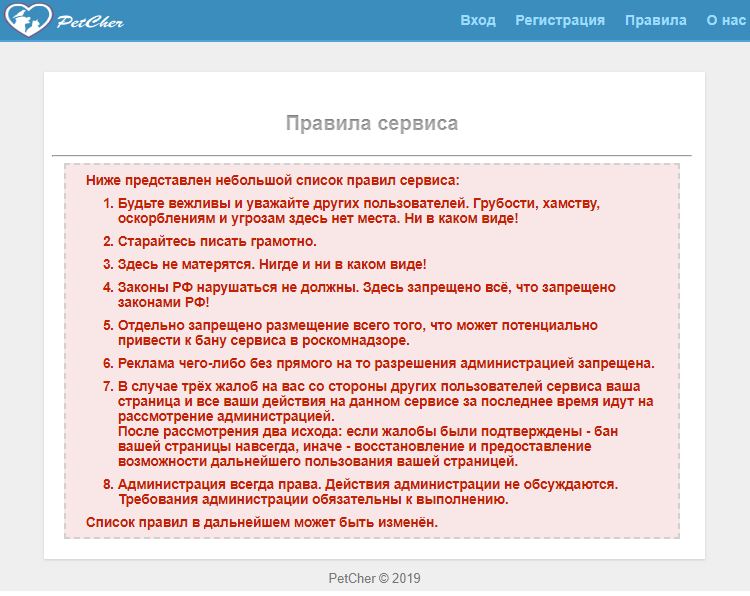 PetCher
Вход Регистрация Правила О нас
Правила сервиса
Ниже представлен небольшой список правил сервиса:
1. Будьте вежливы и уважайте других пользователей. Грубости, хамству,
оскорблениям и угрозам здесь нет места. Ни в каком виде!
2. Старайтесь писать грамотно.
3. Здесь не матерятся. Нигде и ни в каком виде!
4. Законы РФ нарушаться не должны. Здесь запрещено всё, что запрещено
законами РФ!
5. Отдельно запрещено размещение всего того, что может потенциально
привести к бану сервиса в роскомнадзоре.
6. Реклама чего-либо без прямого на то разрешения администрацией запрещена.
7. В случае трёх жалоб на вас со стороны других пользователей сервиса ваша
страница и все ваши действия на данном сервисе за последнее время идут на
рассмотрение администрацией.
После рассмотрения два исхода: если жалобы были подтверждены - бан
вашей страницы навсегда, иначе - восстановление и предоставление
возможности дальнейшего пользования вашей страницей.
8. Администрация всегда права. Действия администрации не обсуждаются.
Требования администрации обязательны к выполнению.
Список правил в дальнейшем может быть изменён.
PetCher © 2019